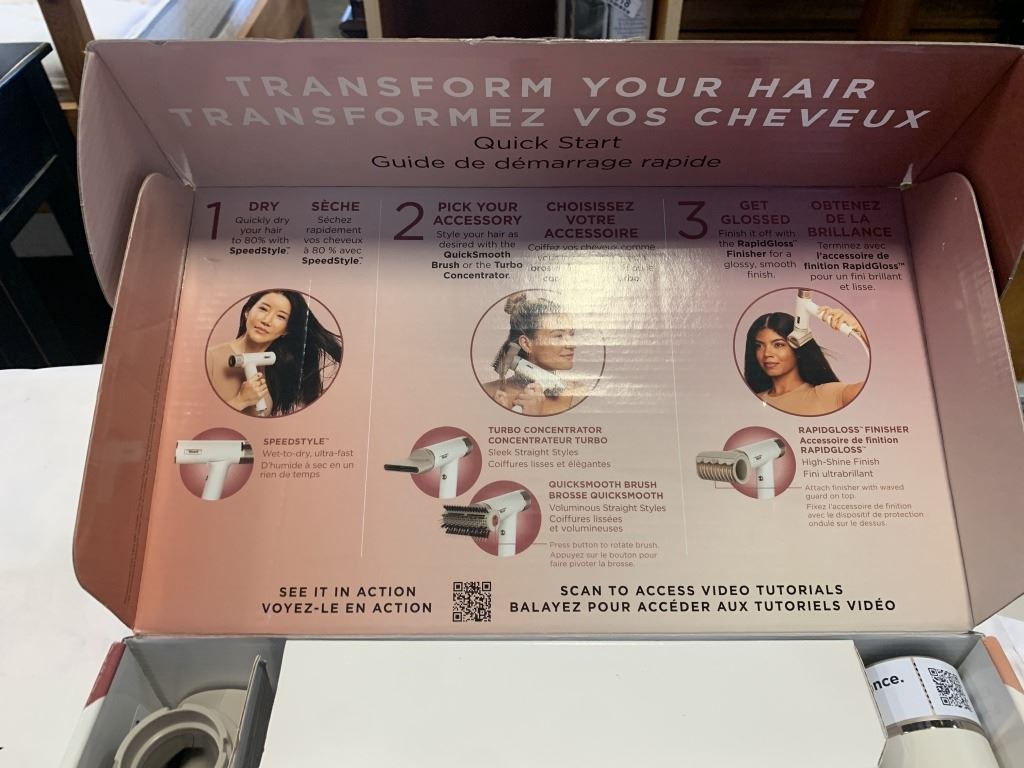 TRANSFORM YOUR HAIR
TRANSFORMEZ VOS CHEVEUX
Quick Start
Guide de démarrage rapide
1
DRY
Quickly dry
your hair
to 80% with
SpeedStyle™.
SÈCHE
Séchez
rapidement
vos cheveux
à 80 % avec
SpeedStyle™.
2
PICK YOUR
ACCESSORY
Style your hair as
desired with the
QuickSmooth
Brush or the Turbo
Concentrator.
CHOISISSEZ
VOTRE
ACCESSOIRE
Coiffez vos cheveux comme
3
GET
GLOSSED
Finish it off with
the RapidGloss™
Finisher for a
glossy, smooth
finish.
OBTENEZ
DE LA
BRILLANCE
Terminez avec
l'accessoire de
finition RapidGloss™
pour un fini brillant
et lisse.
SPEEDSTYLE™
Wet-to-dry, ultra-fast
D'humide à sec en un
rien de temps
TURBO CONCENTRATOR
CONCENTRATEUR TURBO
Sleek Straight Styles
Coiffures lisses et élégantes
QUICKSMOOTH BRUSH
BROSSE QUICKSMOOTH
Voluminous Straight Styles
Coiffures lissées
et volumineuses
Press button to rotate brush.
Appuyez sur le bouton pour
faire pivoter la brosse.
RAPIDGLOSS™ FINISHER
Accessoire de finition
RAPIDGLOSS™
High-Shine Finish
Fini ultrabrillant
Attach finisher with waved
guard on top.
Fixez l'accessoire de finition
avec le dispositif de protection
ondulé sur le dessus.
SEE IT IN ACTION
VOYEZ-LE EN ACTION
SCAN TO ACCESS VIDEO TUTORIALS
BALAYEZ POUR ACCÉDER AUX TUTORIELS VIDÉO
nce.